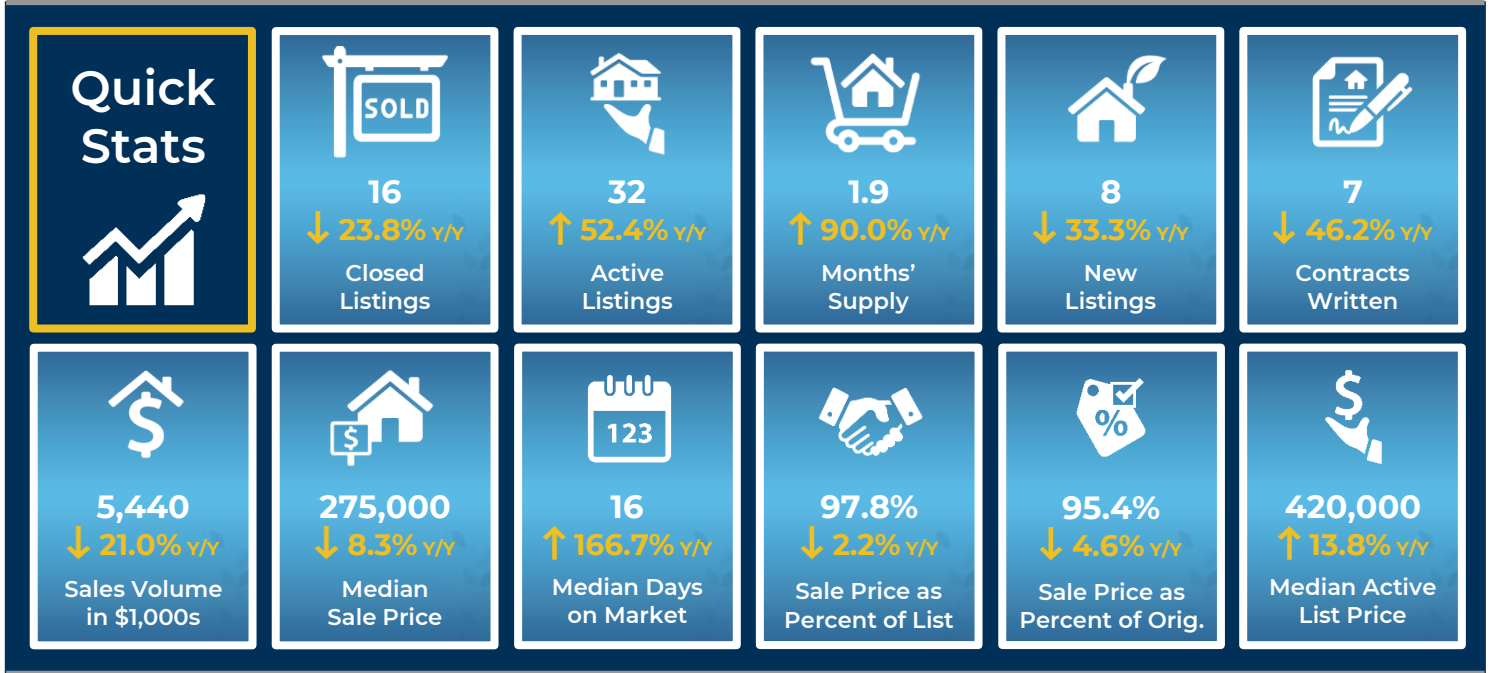 Quick
Stats
SOLD
16
↓ 23.8% Y/Y
Closed
Listings
32
↑ 52.4% Y/Y
Active
Listings
1.9
↑ 90.0% Y/Y
Months’
Supply
8
↓ 33.3% Y/Y
New
Listings
7
↓ 46.2% Y/Y
Contracts
Written
$
5,440
↓ 21.0% Y/Y
Sales Volume
in $1,000s
$
275,000
↓ 8.3% Y/Y
Median
Sale Price
123
16
↑ 166.7% Y/Y
Median Days
on Market
97.8%
↓ 2.2% Y/Y
Sale Price as
Percent of List
%
95.4%
↓ 4.6% Y/Y
Sale Price as
Percent of Orig.
$
420,000
↑ 13.8% Y/Y
Median Active
List Price